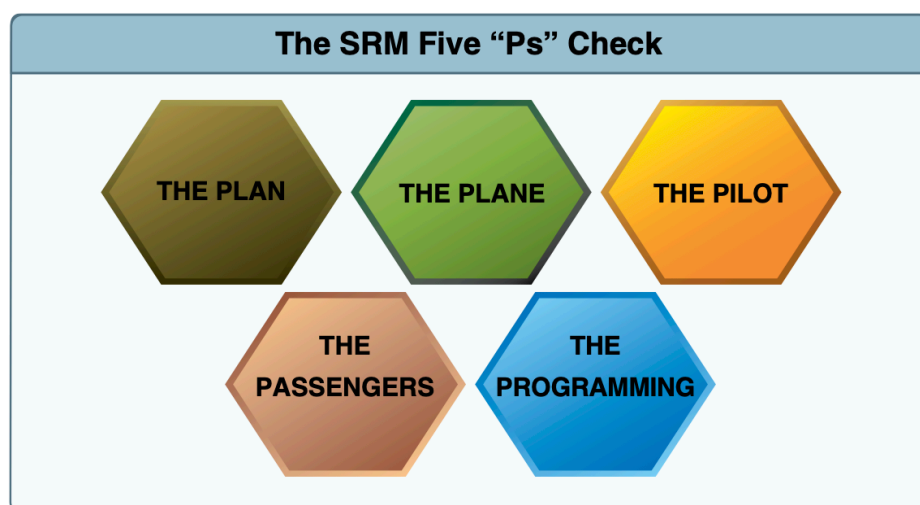 The SRM Five “Ps” Check
THE PLAN
THE PLANE
THE PILOT
THE
PASSENGERS
THE
PROGRAMMING